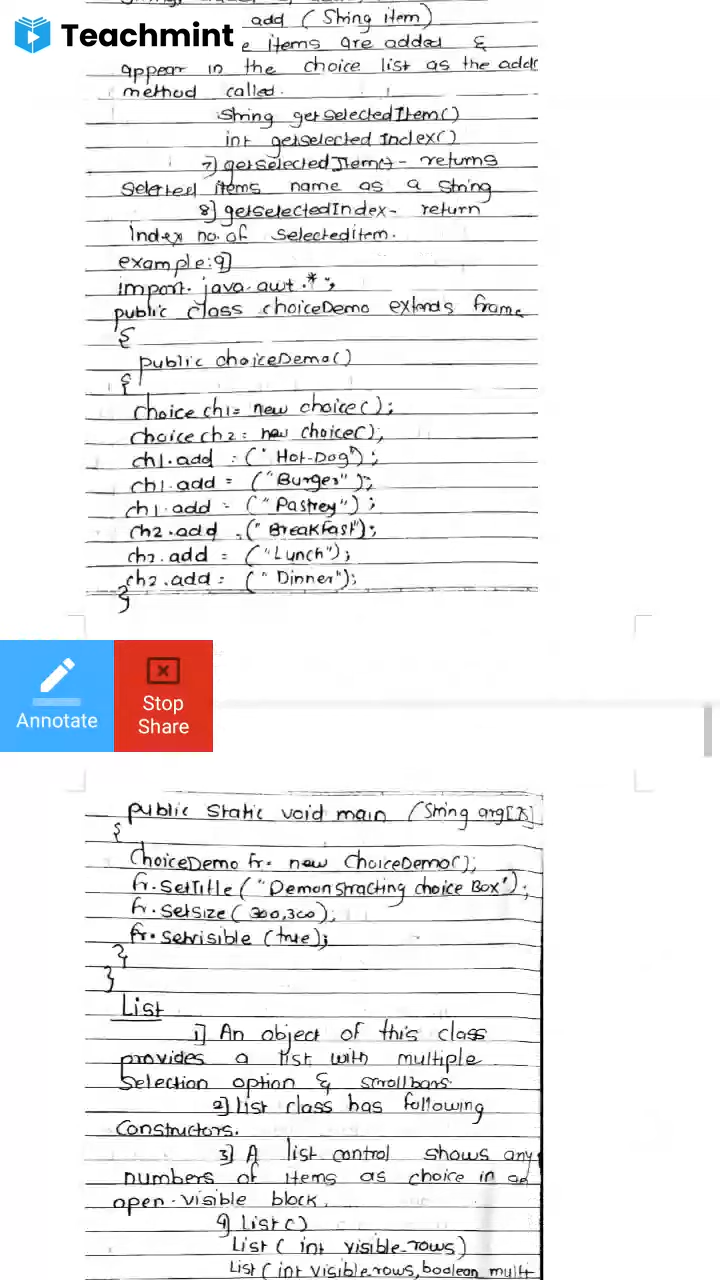 Teachmint
add ( String item )
e items are added &
appear in the choice list as the add
method called.
String getSelectedItem()
int getselected Index()
7] getselectedItem() - returns
Selected items name as a String
8] getselectedIndex - return
Index no. of Selecteditem.
example:9]
import. java.awt.*;
public class choiceDemo extends frame
{
public choiceDemo()
{
Choice ch1= new choice();
Choice ch2= new choice();
ch1.add = ("Hot-Dog");
ch1.add = ("Burger");
ch1.add = ("Pastrey");
ch2.add .("Breakfast");
ch2.add = ("Lunch");
ch2.add = ("Dinner");
}
Annotate
Stop
Share
public static void main (String arg[])
{
ChoiceDemo fr= new ChoiceDemo();
fr.SetTitle("Demonstracting choice Box");
fr.Setsize(300,300);
fr.Setvisible (true);
}
}
List
1] An object of this class
provides a list with multiple
Selection option & scrollbars.
2] list class has following
Constructors.
3] A list control shows any
numbers of items as choice in an
open-visible block.
9] List()
List ( int visible-rows)
List ( int visible-rows, boolean multi-